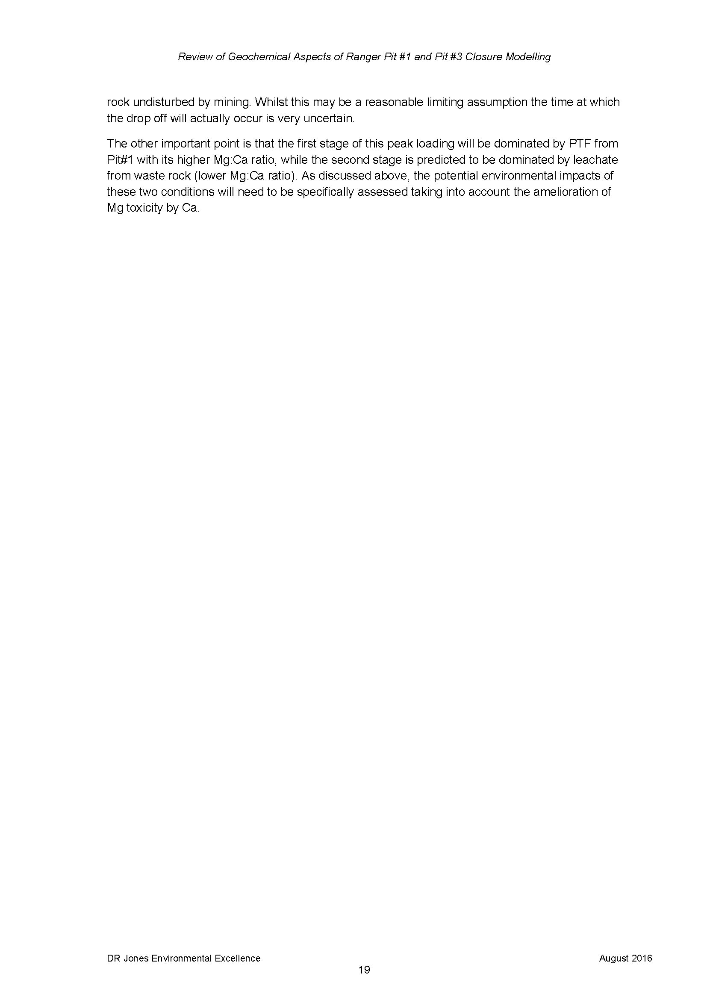 Review of Geochemical Aspects of Ranger Pit #1 and Pit #3 Closure Modelling
rock undisturbed by mining. Whilst this may be a reasonable limiting assumption the time at which
the drop off will actually occur is very uncertain.
The other important point is that the first stage of this peak loading will be dominated by PTF from
Pit#1 with its higher Mg:Ca ratio, while the second stage is predicted to be dominated by leachate
from waste rock (lower Mg:Ca ratio). As discussed above, the potential environmental impacts of
these two conditions will need to be specifically assessed taking into account the amelioration of
Mg toxicity by Ca.
DR Jones Environmental Excellence August 2016
19